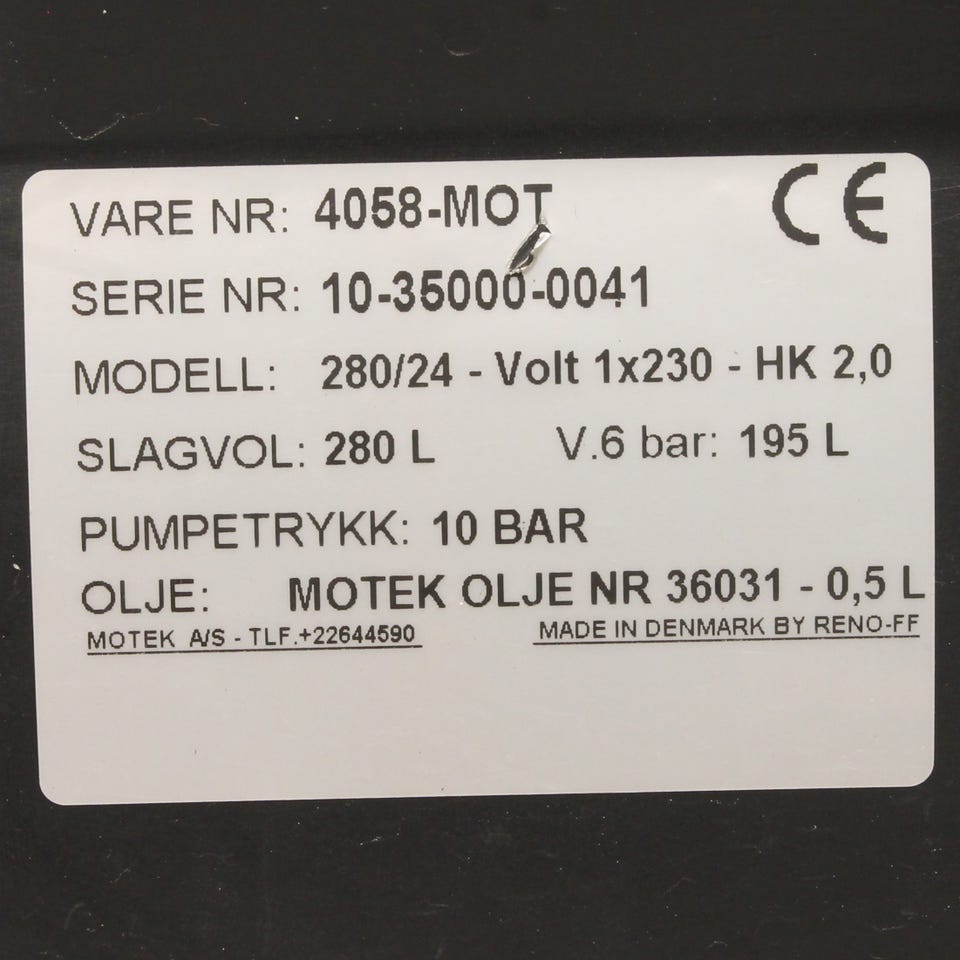 CE
VARE NR: 4058-MOT
SERIE NR: 10-35000-0041
MODELL: 280/24 - Volt 1x230 - HK 2,0
SLAGVOL: 280 L V.6 bar: 195 L
PUMPETRYKK: 10 BAR
OLJE: MOTEK OLJE NR 36031 - 0,5 L
MOTEK A/S - TLF.+22644590 MADE IN DENMARK BY RENO-FF